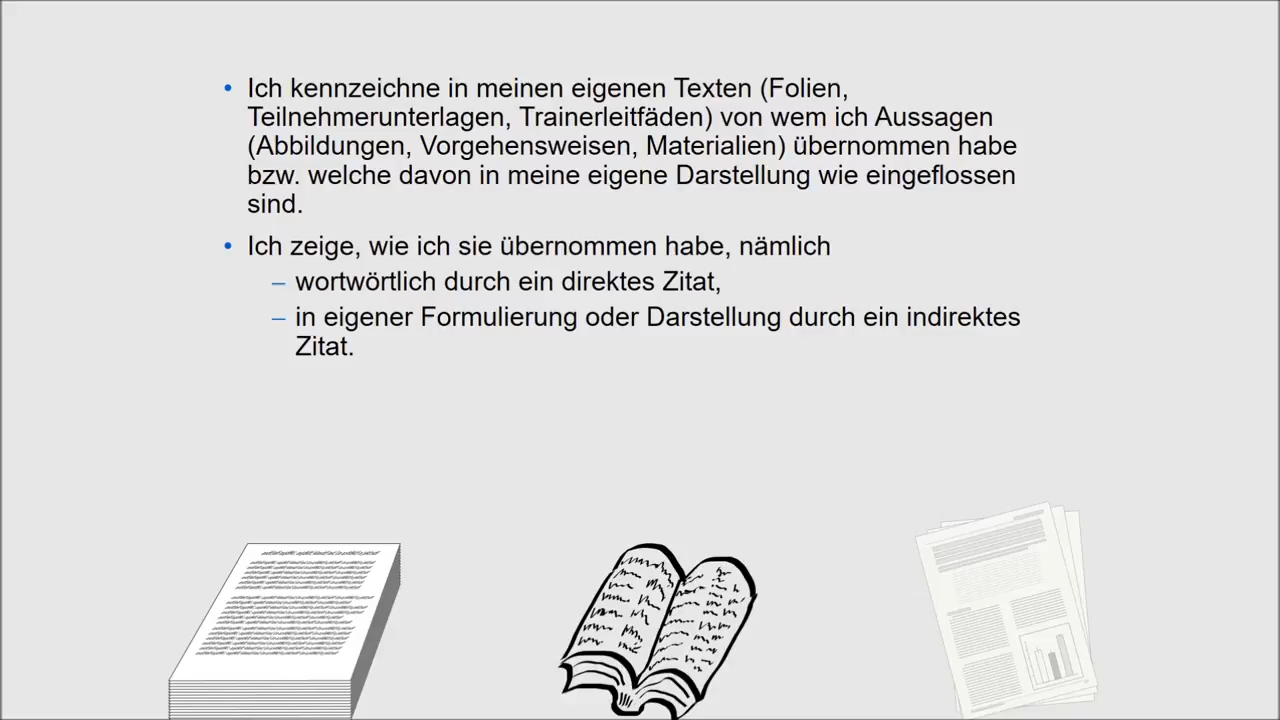 • Ich kennzeichne in meinen eigenen Texten (Folien,
Teilnehmerunterlagen, Trainerleitfäden) von wem ich Aussagen
(Abbildungen, Vorgehensweisen, Materialien) übernommen habe
bzw. welche davon in meine eigene Darstellung wie eingeflossen
sind.
• Ich zeige, wie ich sie übernommen habe, nämlich
– wortwörtlich durch ein direktes Zitat,
– in eigener Formulierung oder Darstellung durch ein indirektes
Zitat.